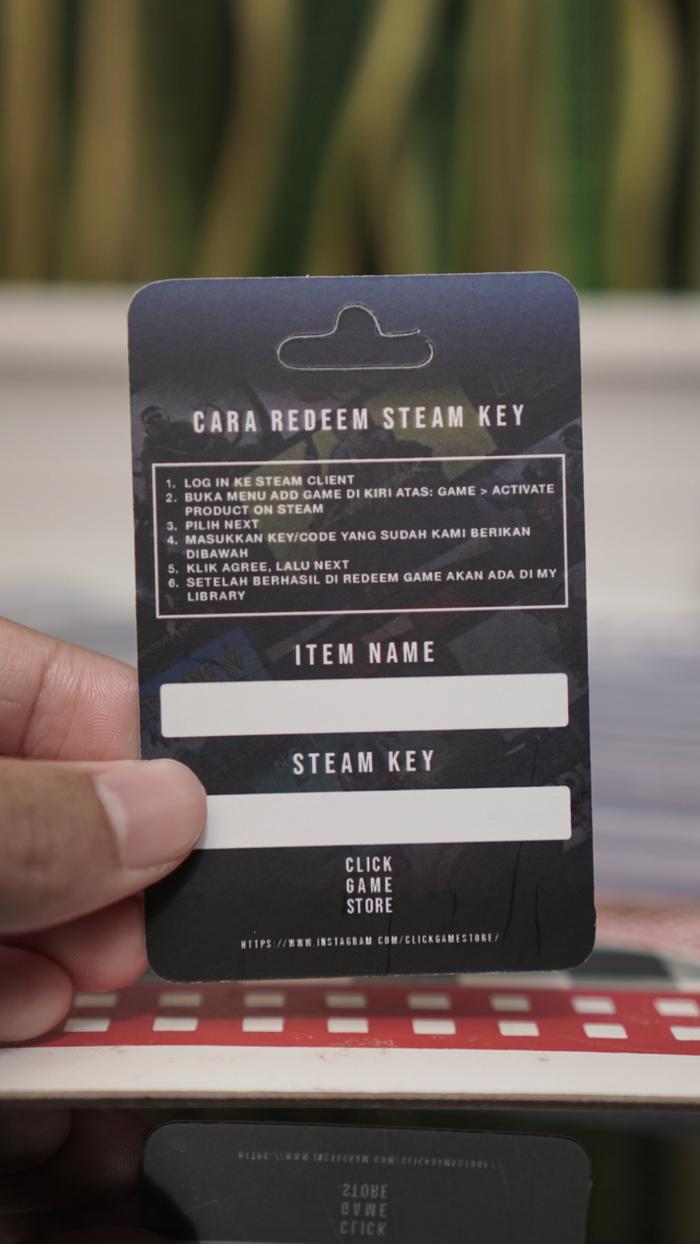 CARA REDEEM STEAM KEY
1. LOG IN KE STEAM CLIENT
2. BUKA MENU ADD GAME DI KIRI ATAS: GAME > ACTIVATE
PRODUCT ON STEAM
3. PILIH NEXT
4. MASUKKAN KEY/CODE YANG SUDAH KAMI BERIKAN
DIBAWAH
5. KLIK AGREE, LALU NEXT
6. SETELAH BERHASIL DI REDEEM GAME AKAN ADA DI MY
LIBRARY
ITEM NAME
STEAM KEY
CLICK
GAME
STORE
HTTPS://WWW.INSTAGRAM.COM/CLICKGAMESTORE/